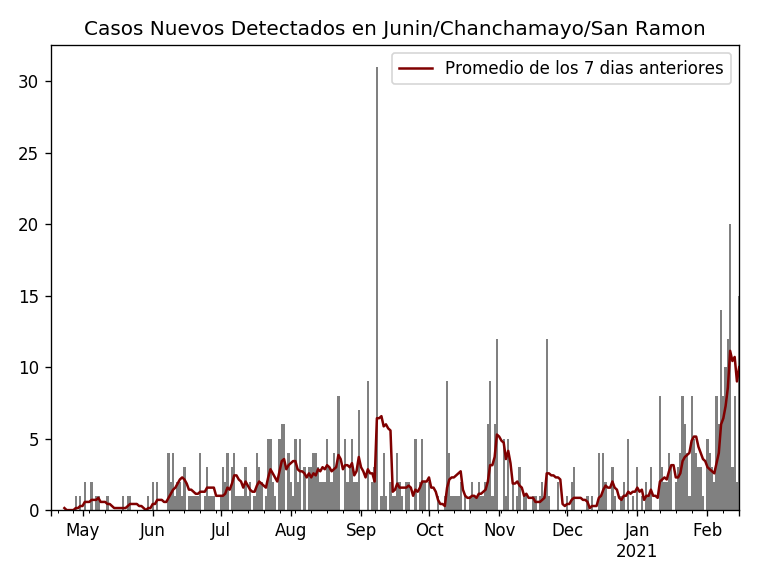 Casos Nuevos Detectados en Junin/Chanchamayo/San Ramon
Promedio de los 7 dias anteriores
30
25
20
15
10
5
0
May Jun Jul Aug Sep Oct Nov Dec Jan Feb
2021